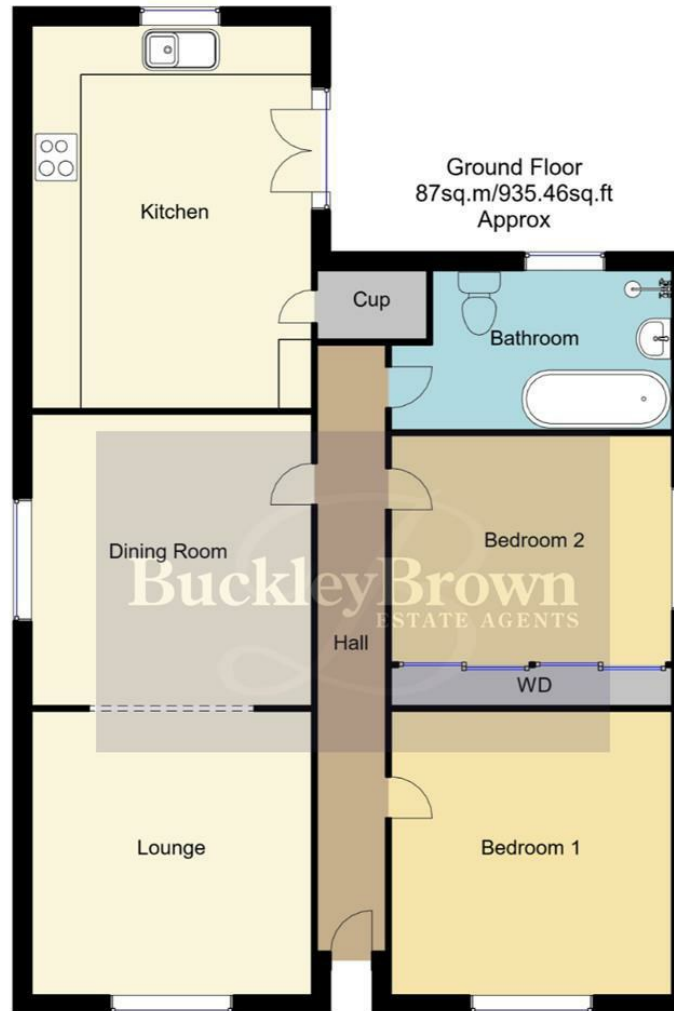 Ground Floor
87sq.m/935.46sq.ft
Approx
Kitchen
Cup
Bathroom
Dining Room
Bedroom 2
BuckleyBrown
ESTATE AGENTS
Hall
WD
Lounge
Bedroom 1